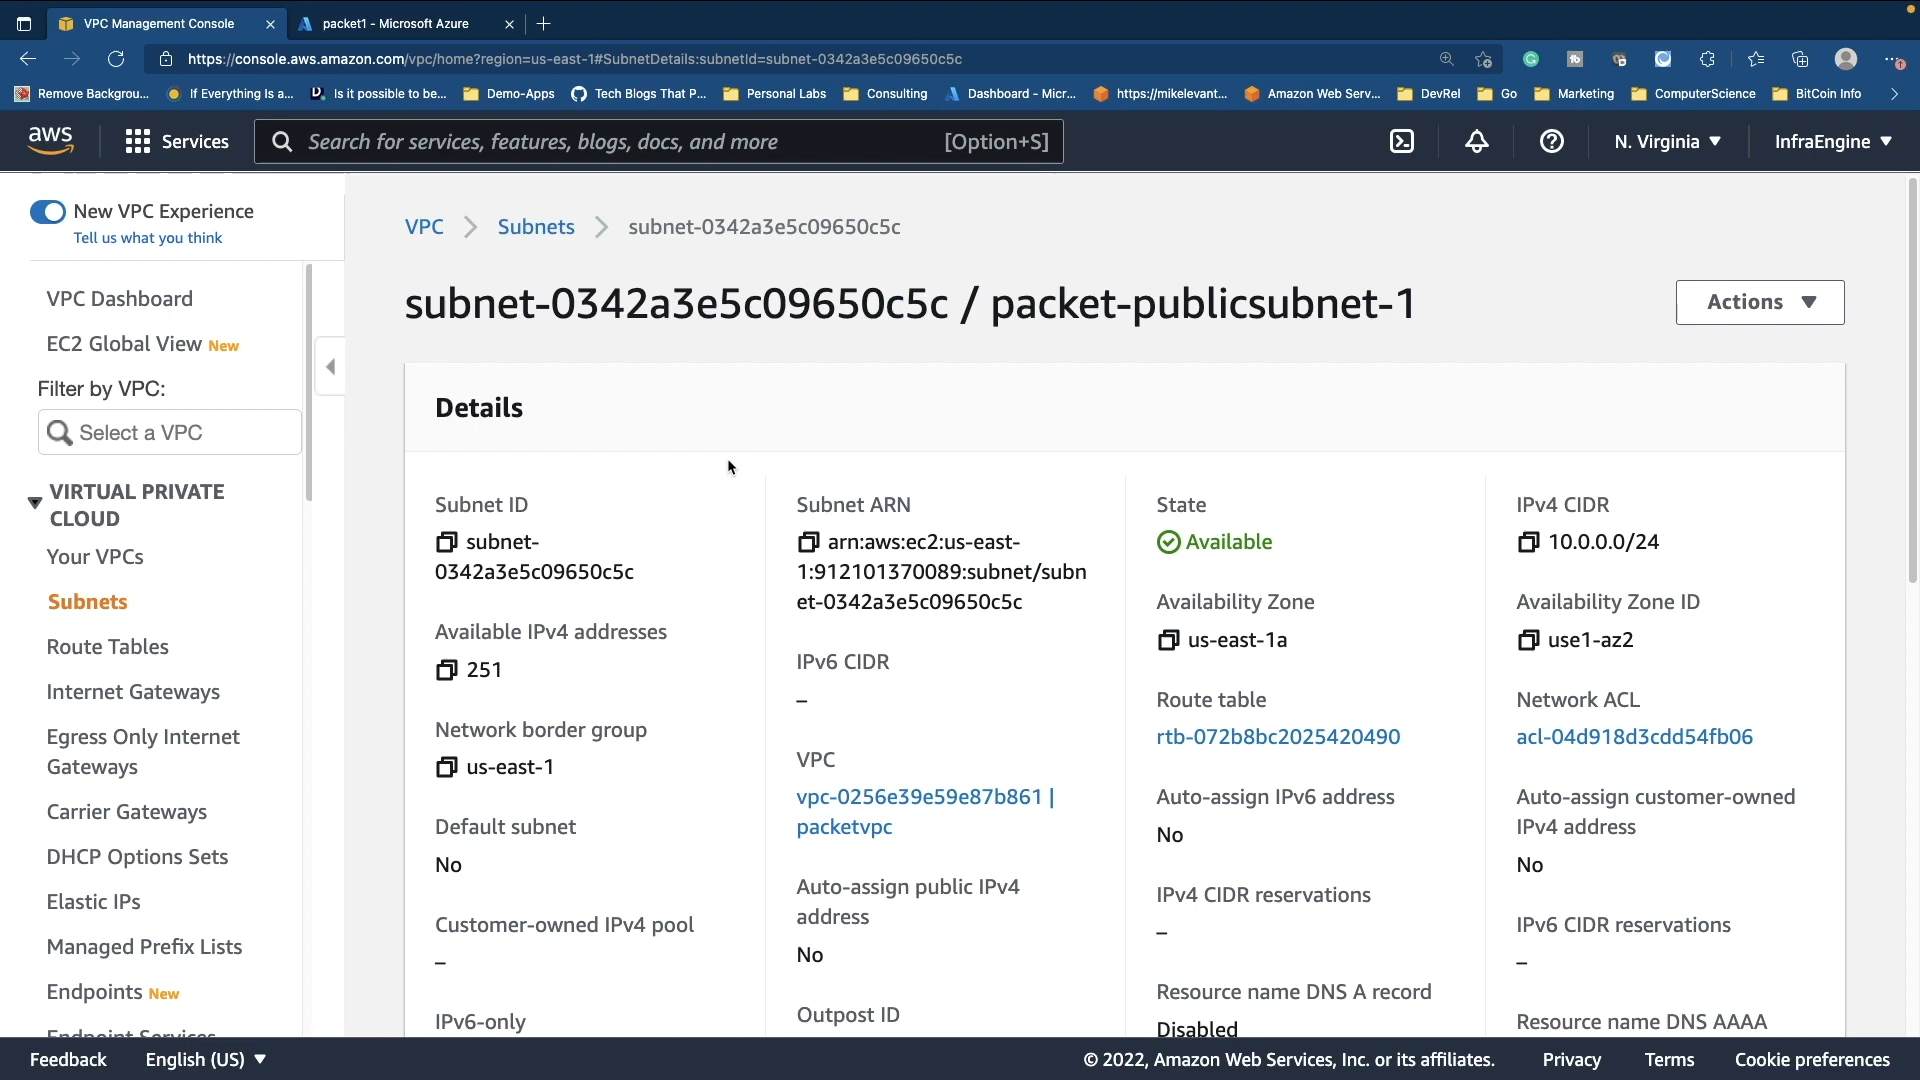 VPC Management Console
packet1 - Microsoft Azure
https://console.aws.amazon.com/vpc/home?region=us-east-1#SubnetDetails:subnetId=subnet-0342a3e5c09650c5c
Remove Backgrou...
If Everything Is a...
Is it possible to be...
Demo-Apps
Tech Blogs That P...
Personal Labs
Consulting
Dashboard - Micr...
https://mikelevant...
Amazon Web Serv...
DevRel
Go
Marketing
ComputerScience
BitCoin Info
aws
Services
Search for services, features, blogs, docs, and more
[Option+S]
N. Virginia
InfraEngine
New VPC Experience
Tell us what you think
VPC Dashboard
EC2 Global View New
Filter by VPC:
Select a VPC
VIRTUAL PRIVATE
CLOUD
Your VPCs
Subnets
Route Tables
Internet Gateways
Egress Only Internet
Gateways
Carrier Gateways
DHCP Options Sets
Elastic IPs
Managed Prefix Lists
Endpoints New
Endpoint Services
VPC
Subnets
subnet-0342a3e5c09650c5c
subnet-0342a3e5c09650c5c / packet-publicsubnet-1
Actions
Details
Subnet ID
subnet-
0342a3e5c09650c5c
Available IPv4 addresses
251
Network border group
us-east-1
Default subnet
No
Customer-owned IPv4 pool
–
IPv6-only
Subnet ARN
arn:aws:ec2:us-east-
1:912101370089:subnet/subn
et-0342a3e5c09650c5c
IPv6 CIDR
–
VPC
vpc-0256e39e59e87b861 |
packetvpc
Auto-assign public IPv4
address
No
Outpost ID
State
Available
Availability Zone
us-east-1a
Route table
rtb-072b8bc2025420490
Auto-assign IPv6 address
No
IPv4 CIDR reservations
–
Resource name DNS A record
Disabled
IPv4 CIDR
10.0.0.0/24
Availability Zone ID
use1-az2
Network ACL
acl-04d918d3cdd54fb06
Auto-assign customer-owned
IPv4 address
No
IPv6 CIDR reservations
–
Resource name DNS AAAA
Feedback
English (US)
© 2022, Amazon Web Services, Inc. or its affiliates.
Privacy
Terms
Cookie preferences